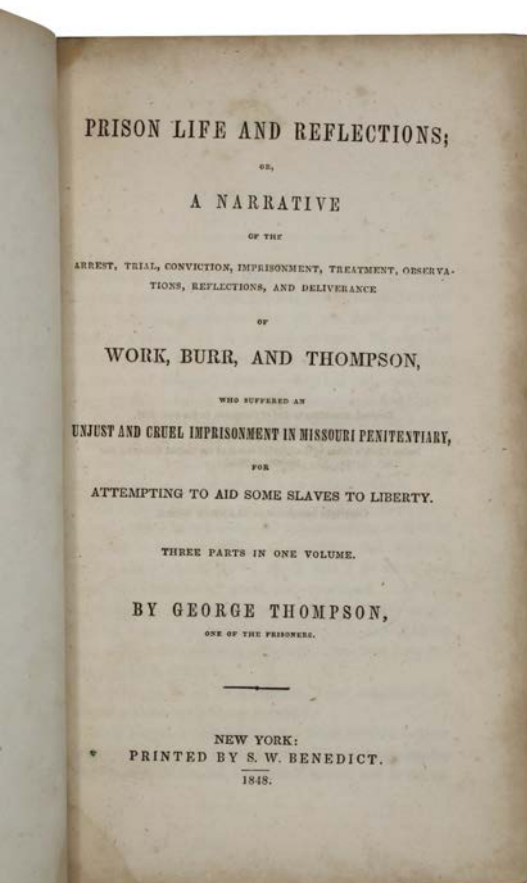 PRISON LIFE AND REFLECTIONS;
OR,
A NARRATIVE
OF THE
ARREST, TRIAL, CONVICTION, IMPRISONMENT, TREATMENT, OBSERVA-
TIONS, REFLECTIONS, AND DELIVERANCE
OF
WORK, BURR, AND THOMPSON,
WHO SUFFERED AN
UNJUST AND CRUEL IMPRISONMENT IN MISSOURI PENITENTIARY,
FOR
ATTEMPTING TO AID SOME SLAVES TO LIBERTY.
THREE PARTS IN ONE VOLUME.
BY GEORGE THOMPSON,
ONE OF THE PRISONERS.
NEW YORK:
PRINTED BY S. W. BENEDICT.
1848.